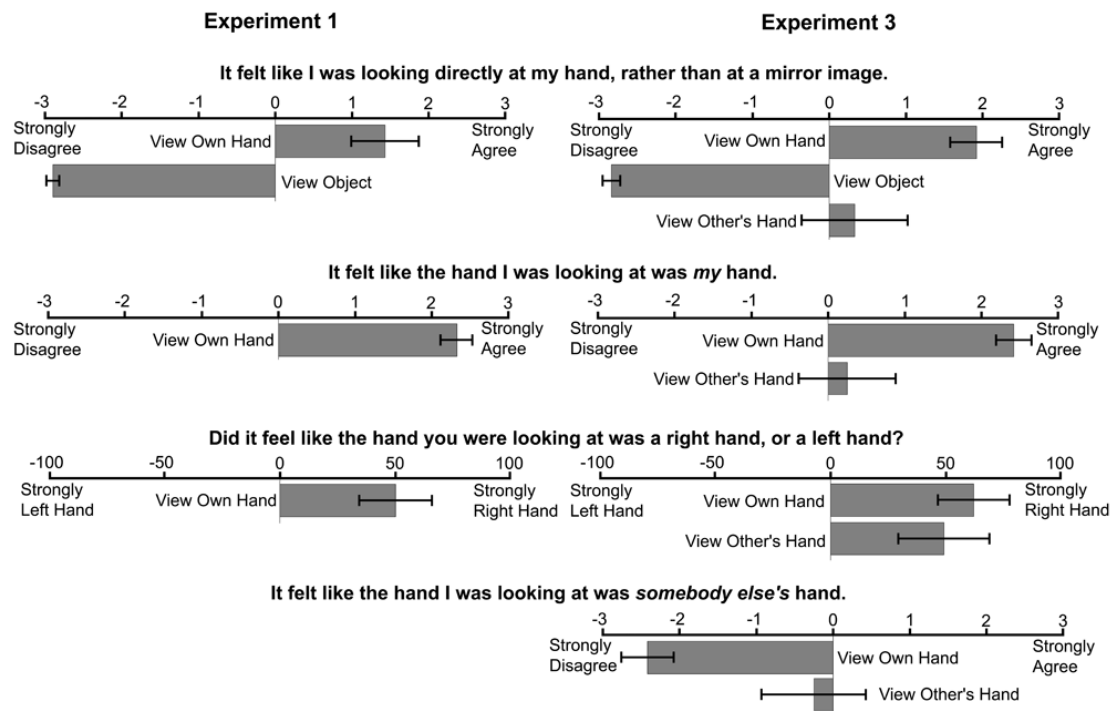 Experiment 1
Experiment 3
It felt like I was looking directly at my hand, rather than at a mirror image.
-3 -2 -1 0 1 2 3
Strongly Disagree
View Own Hand
Strongly Agree
View Object
-3 -2 -1 0 1 2 3
Strongly Disagree
View Own Hand
Strongly Agree
View Object
View Other's Hand
It felt like the hand I was looking at was my hand.
-3 -2 -1 0 1 2 3
Strongly Disagree
View Own Hand
Strongly Agree
-3 -2 -1 0 1 2 3
Strongly Disagree
View Own Hand
Strongly Agree
View Other's Hand
Did it feel like the hand you were looking at was a right hand, or a left hand?
-100 -50 0 50 100
Strongly Left Hand
View Own Hand
Strongly Right Hand
-100 -50 0 50 100
Strongly Left Hand
View Own Hand
Strongly Right Hand
View Other's Hand
It felt like the hand I was looking at was somebody else's hand.
-3 -2 -1 0 1 2 3
Strongly Disagree
View Own Hand
Strongly Agree
View Other's Hand